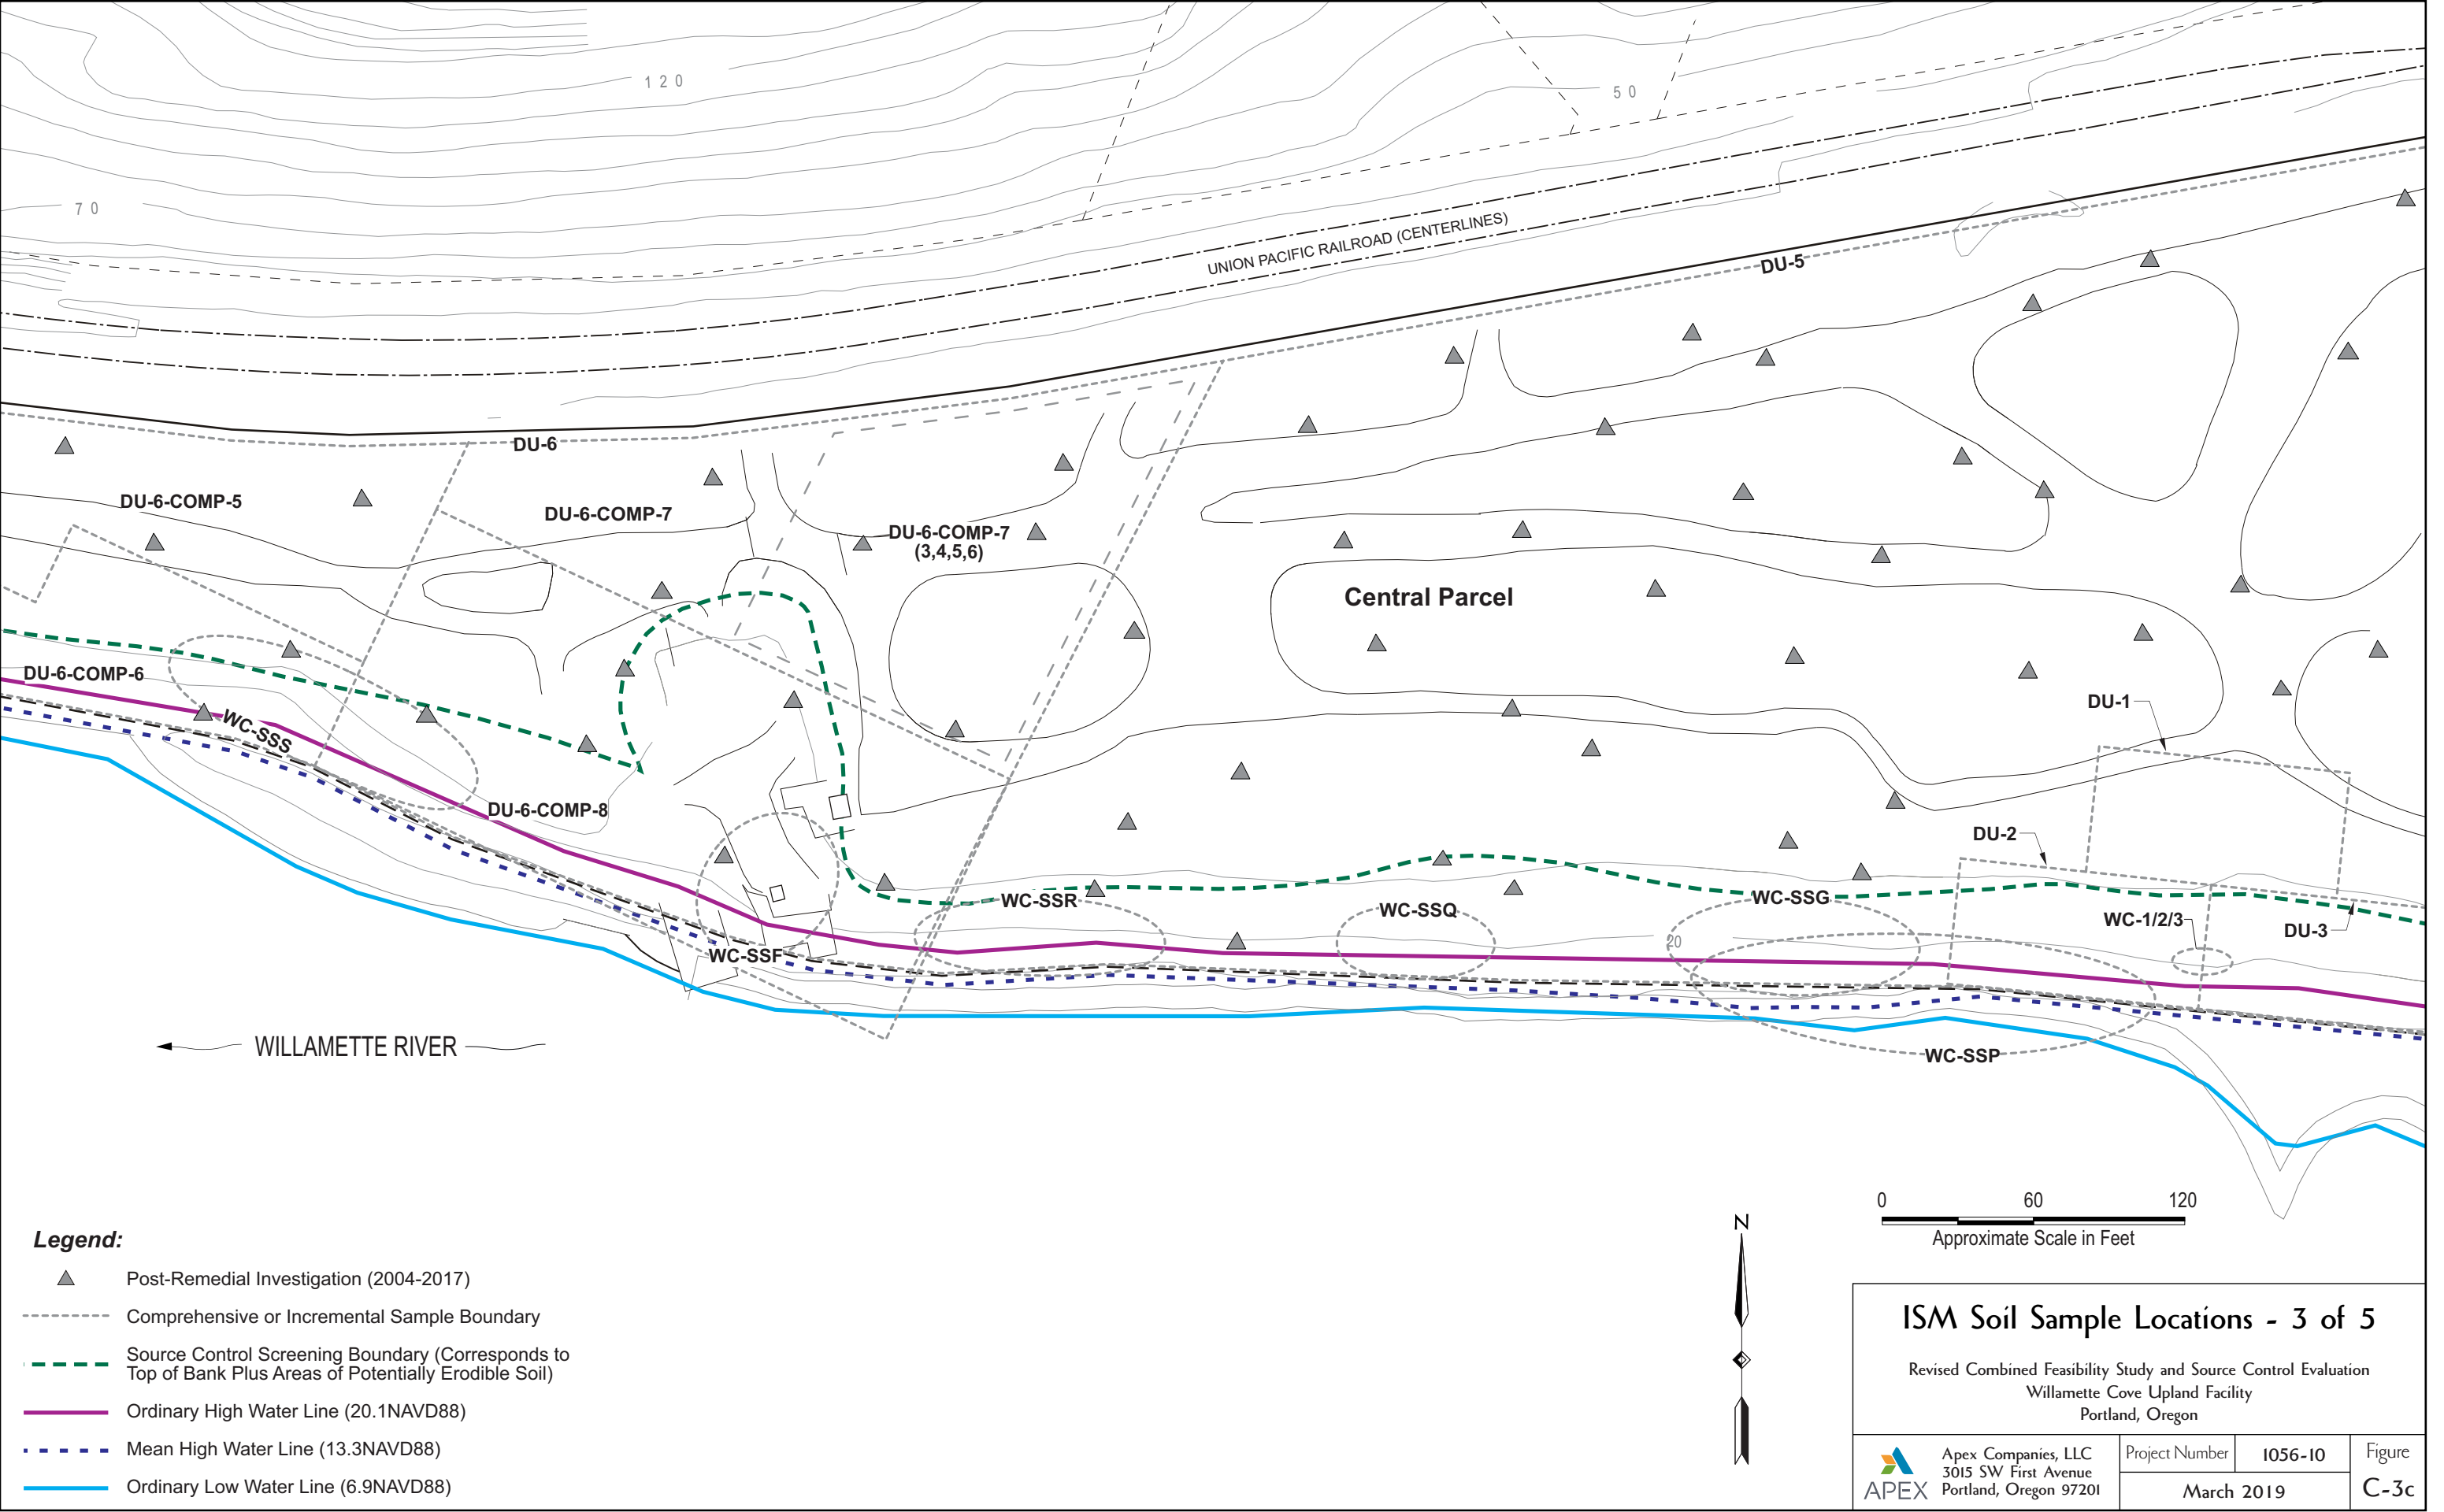 120
50
70
UNION PACIFIC RAILROAD (CENTERLINES)
DU-5
DU-6
DU-6-COMP-5
DU-6-COMP-7
DU-6-COMP-7
(3,4,5,6)
Central Parcel
DU-6-COMP-6
WC-SSS
DU-1
DU-6-COMP-8
DU-2
WC-SSR
WC-SSQ
WC-SSG
WC-1/2/3
DU-3
20
WC-SSF
WC-SSP
WILLAMETTE RIVER
0 60 120
Approximate Scale in Feet
N
Legend:
Post-Remedial Investigation (2004-2017)
Comprehensive or Incremental Sample Boundary
Source Control Screening Boundary (Corresponds to
Top of Bank Plus Areas of Potentially Erodible Soil)
Ordinary High Water Line (20.1NAVD88)
Mean High Water Line (13.3NAVD88)
Ordinary Low Water Line (6.9NAVD88)
ISM Soil Sample Locations - 3 of 5
Revised Combined Feasibility Study and Source Control Evaluation
Willamette Cove Upland Facility
Portland, Oregon
APEX
Apex Companies, LLC
3015 SW First Avenue
Portland, Oregon 97201
Project Number 1056-10
March 2019
Figure
C-3c